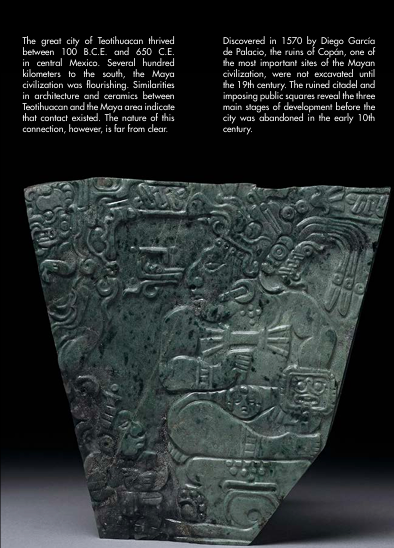 The great city of Teotihuacan thrived
between 100 B.C.E. and 650 C.E.
in central Mexico. Several hundred
kilometers to the south, the Maya
civilization was flourishing. Similarities
in architecture and ceramics between
Teotihuacan and the Maya area indicate
that contact existed. The nature of this
connection, however, is far from clear.
Discovered in 1570 by Diego García
de Palacio, the ruins of Copán, one of
the most important sites of the Mayan
civilization, were not excavated until
the 19th century. The ruined citadel and
imposing public squares reveal the three
main stages of development before the
city was abandoned in the early 10th
century.